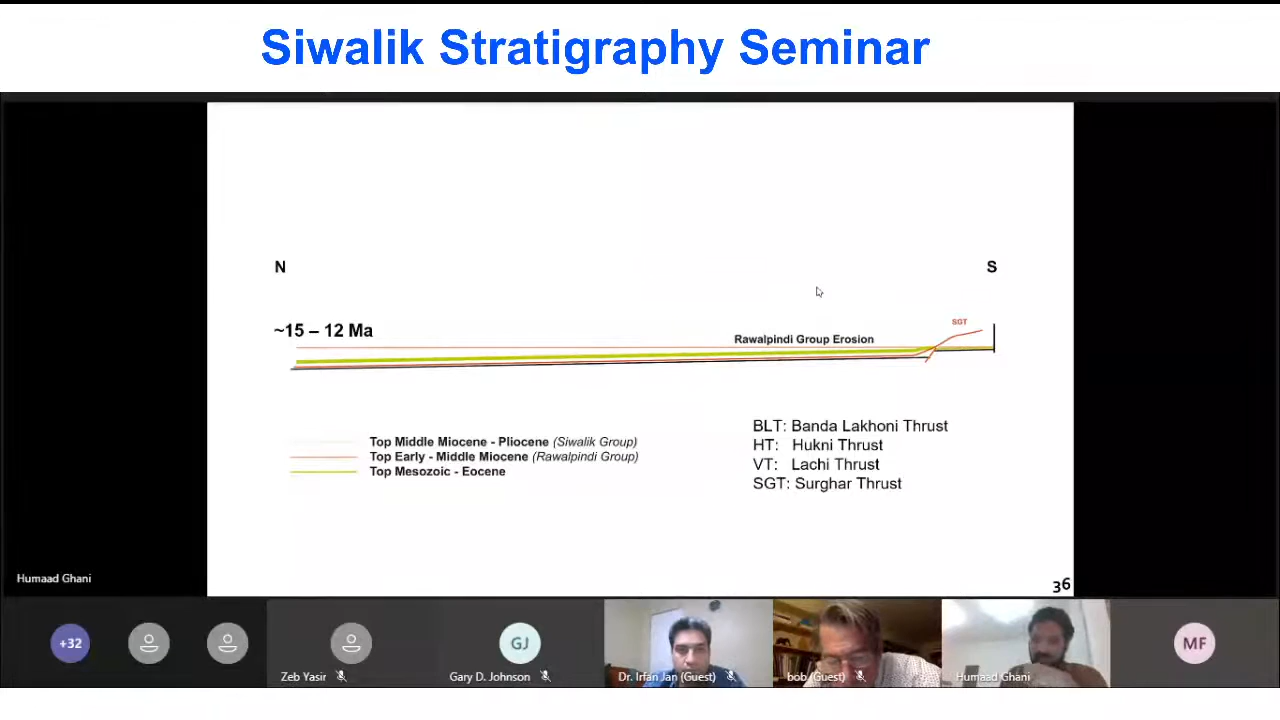 Siwalik Stratigraphy Seminar
N
S
~15 – 12 Ma
SGT
Rawalpindi Group Erosion
Top Middle Miocene - Pliocene (Siwalik Group)
Top Early - Middle Miocene (Rawalpindi Group)
Top Mesozoic - Eocene
BLT: Banda Lakhoni Thrust
HT: Hukni Thrust
VT: Lachi Thrust
SGT: Surghar Thrust
36
Humaad Ghani
+32
Zeb Yasir
GJ
Gary D. Johnson
Dr. Irfan Jan (Guest)
bob (Guest)
Humaad Ghani
MF